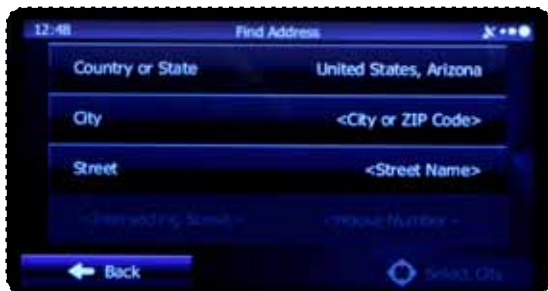 12:48 Find Address
Country or State United States, Arizona
City <City or ZIP Code>
Street <Street Name>
<Intersecting Street> <House Number>
Back Select City